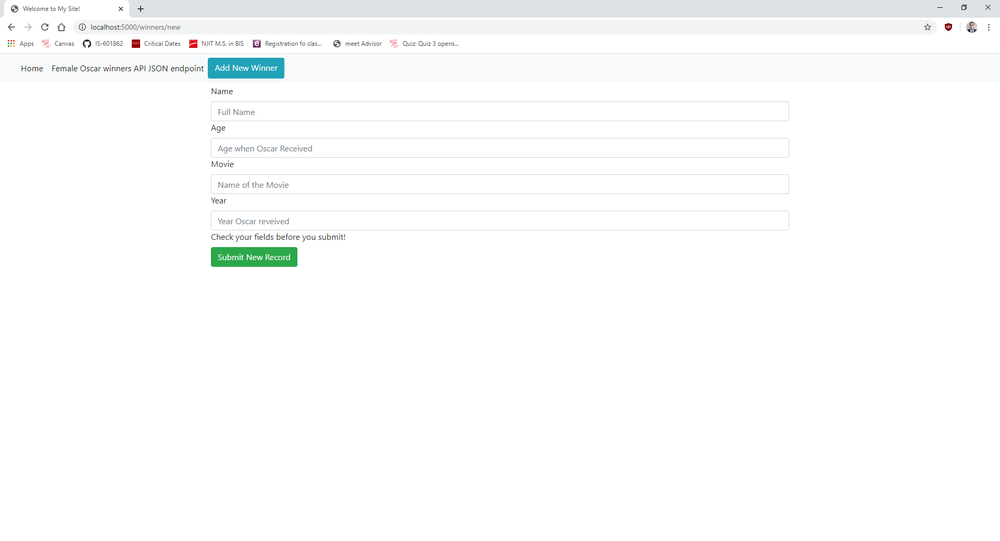 Welcome to My Site!
localhost:5000/winners/new
Apps Canvas IS-601862 Critical Dates NJIT M.S. in BIS Registration fo clas... meet Advisor Quiz: Quiz 3 opens...
Home Female Oscar winners API JSON endpoint Add New Winner
Name
Full Name
Age
Age when Oscar Received
Movie
Name of the Movie
Year
Year Oscar reveived
Check your fields before you submit!
Submit New Record